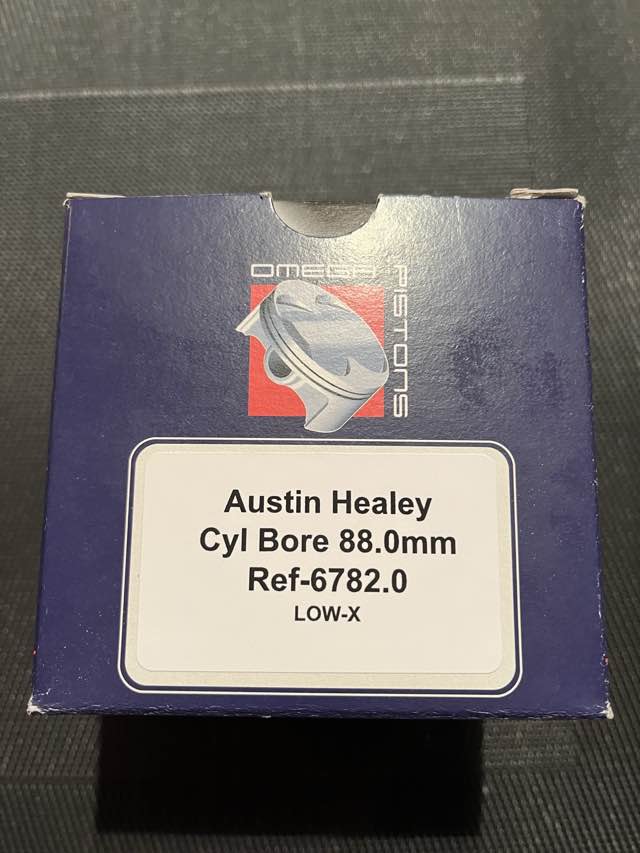 OMEGA
PISTONS
Austin Healey
Cyl Bore 88.0mm
Ref-6782.0
LOW-X